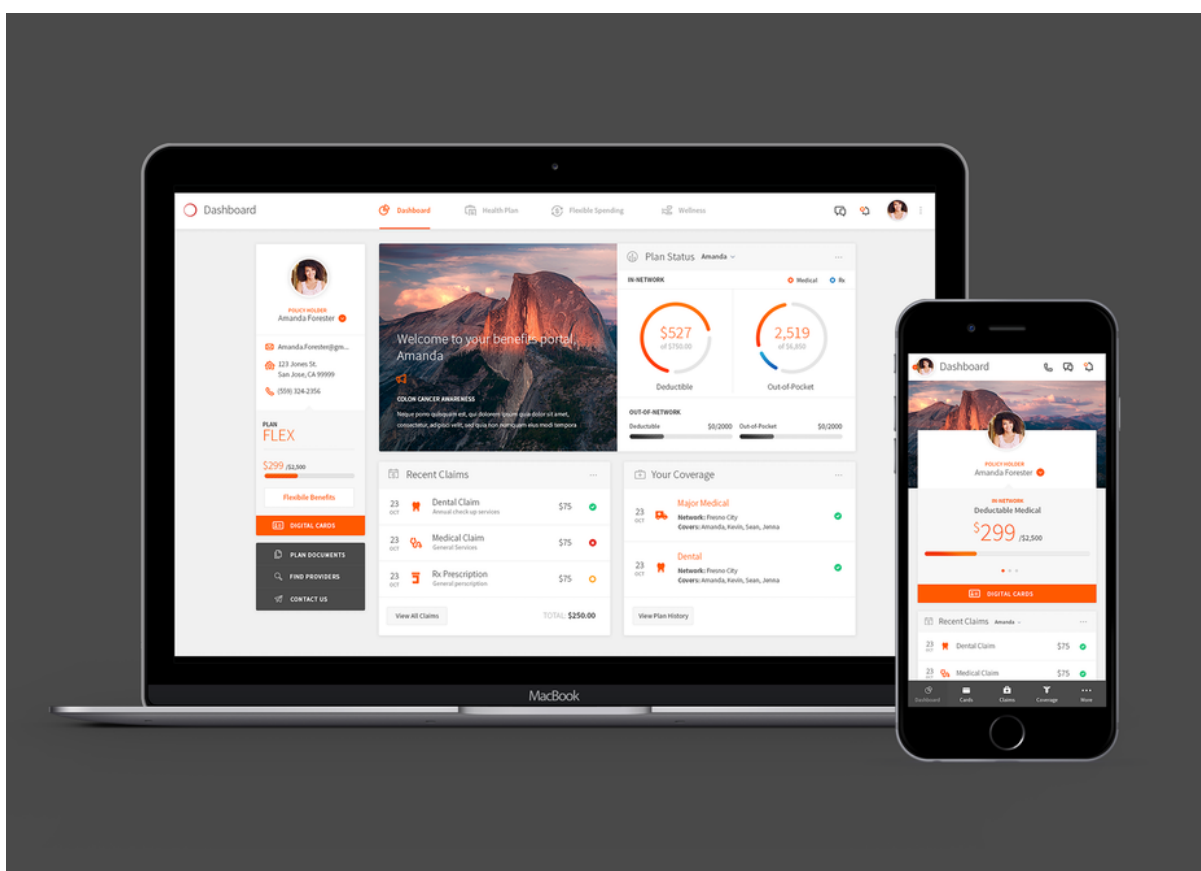 Dashboard
Dashboard
Health Plan
Flexible Spending
Wellness
POLICY HOLDER
Amanda Forester
Amanda.Forester@gm...
123 Jones St.
San Jose, CA 99999
(559) 324-2356
PLAN
FLEX
$299 /$2,500
Flexibile Benefits
DIGITAL CARDS
PLAN DOCUMENTS
FIND PROVIDERS
CONTACT US
Welcome to your benefits portal,
Amanda
COLON CANCER AWARENESS
Neque porro quisquam est, qui dolorem ipsum quia dolor sit amet,
consectetur, adipisci velit, sed quia non numquam eius modi tempora
Plan Status Amanda
IN-NETWORK
Medical
Rx
$527
of $750.00
Deductible
2,519
of $6,850
Out-of-Pocket
OUT-OF-NETWORK
Deductable $0/2000
Out-of-Pocket $0/2000
Recent Claims
23 OCT
Dental Claim
Annual check up services
$75
23 OCT
Medical Claim
General Services
$75
23 OCT
Rx Prescription
General perscription
$75
View All Claims
TOTAL: $250.00
Your Coverage
23 OCT
Major Medical
Network: Fresno City
Covers: Amanda, Kevin, Sean, Jenna
23 OCT
Dental
Network: Fresno City
Covers: Amanda, Kevin, Sean, Jenna
View Plan History
MacBook
Dashboard
POLICY HOLDER
Amanda Forester
IN-NETWORK
Deductable Medical
$299 /$2,500
DIGITAL CARDS
Recent Claims Amanda
23 OCT
Dental Claim
$75
23
Medical Claim
$75
Dashboard
Cards
Claims
Coverage
More